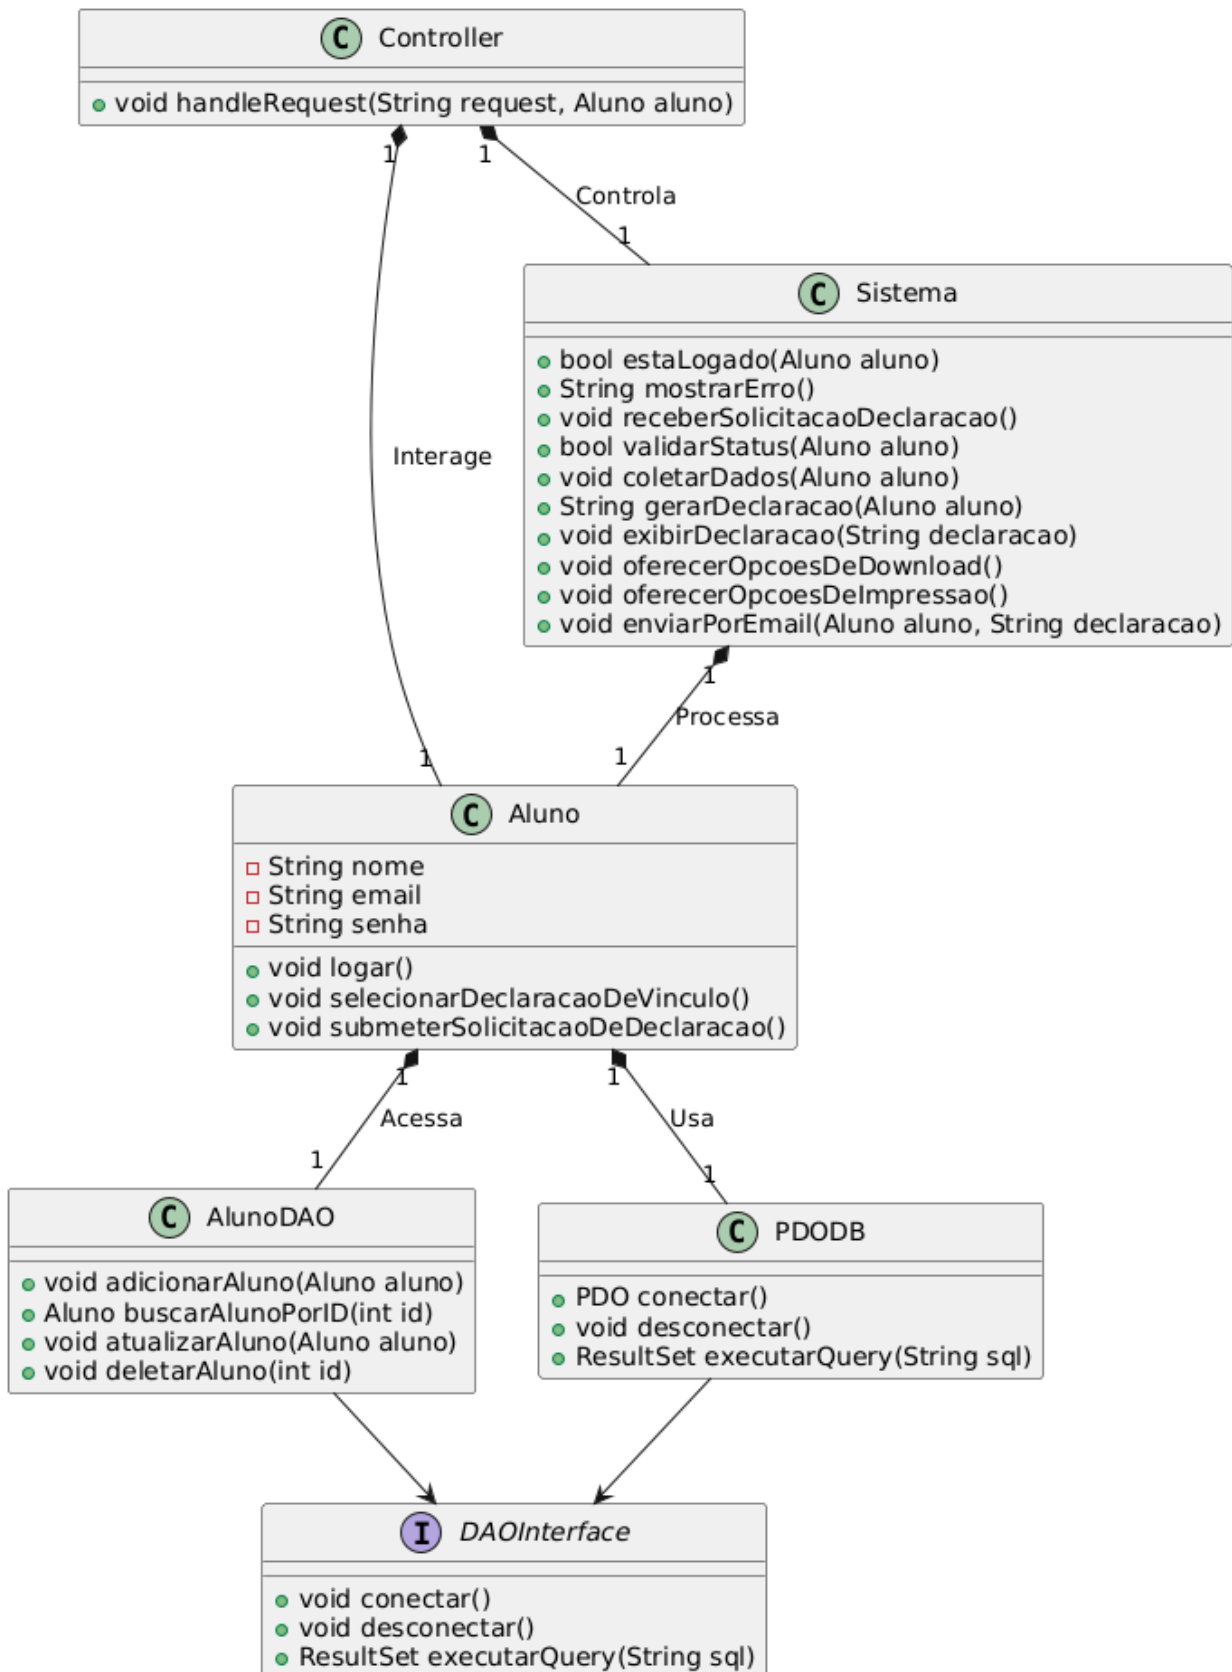 C Controller
void handleRequest(String request, Aluno aluno)
1
1
Controla
1
C Sistema
bool estaLogado(Aluno aluno)
String mostrarErro()
void receberSolicitacaoDeclaracao()
bool validarStatus(Aluno aluno)
void coletarDados(Aluno aluno)
String gerarDeclaracao(Aluno aluno)
void exibirDeclaracao(String declaracao)
void oferecerOpcoesDeDownload()
void oferecerOpcoesDeImpressao()
void enviarPorEmail(Aluno aluno, String declaracao)
Interage
1
Processa
1
1
C Aluno
String nome
String email
String senha
void logar()
void selecionarDeclaracaoDeVinculo()
void submeterSolicitacaoDeDeclaracao()
1
1
Acessa
Usa
1
1
C AlunoDAO
void adicionarAluno(Aluno aluno)
Aluno buscarAlunoPorID(int id)
void atualizarAluno(Aluno aluno)
void deletarAluno(int id)
C PDODB
PDO conectar()
void desconectar()
ResultSet executarQuery(String sql)
I DAOInterface
void conectar()
void desconectar()
ResultSet executarQuery(String sql)